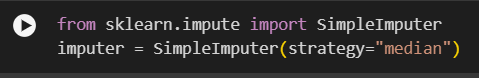 from sklearn.impute import SimpleImputer
imputer = SimpleImputer(strategy="median")